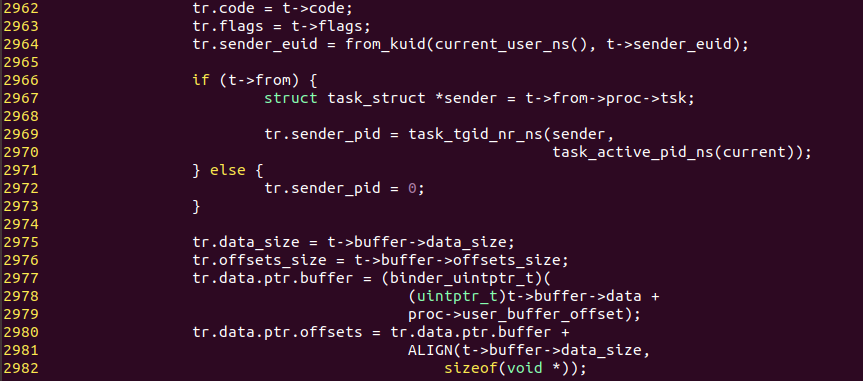 2962                 tr.code = t->code;
2963                 tr.flags = t->flags;
2964                 tr.sender_euid = from_kuid(current_user_ns(), t->sender_euid);
2965
2966                 if (t->from) {
2967                         struct task_struct *sender = t->from->proc->tsk;
2968
2969                         tr.sender_pid = task_tgid_nr_ns(sender,
2970                                                         task_active_pid_ns(current));
2971                 } else {
2972                         tr.sender_pid = 0;
2973                 }
2974
2975                 tr.data_size = t->buffer->data_size;
2976                 tr.offsets_size = t->buffer->offsets_size;
2977                 tr.data.ptr.buffer = (binder_uintptr_t)(
2978                                         (uintptr_t)t->buffer->data +
2979                                         proc->user_buffer_offset);
2980                 tr.data.ptr.offsets = tr.data.ptr.buffer +
2981                                         ALIGN(t->buffer->data_size,
2982                                             sizeof(void *));